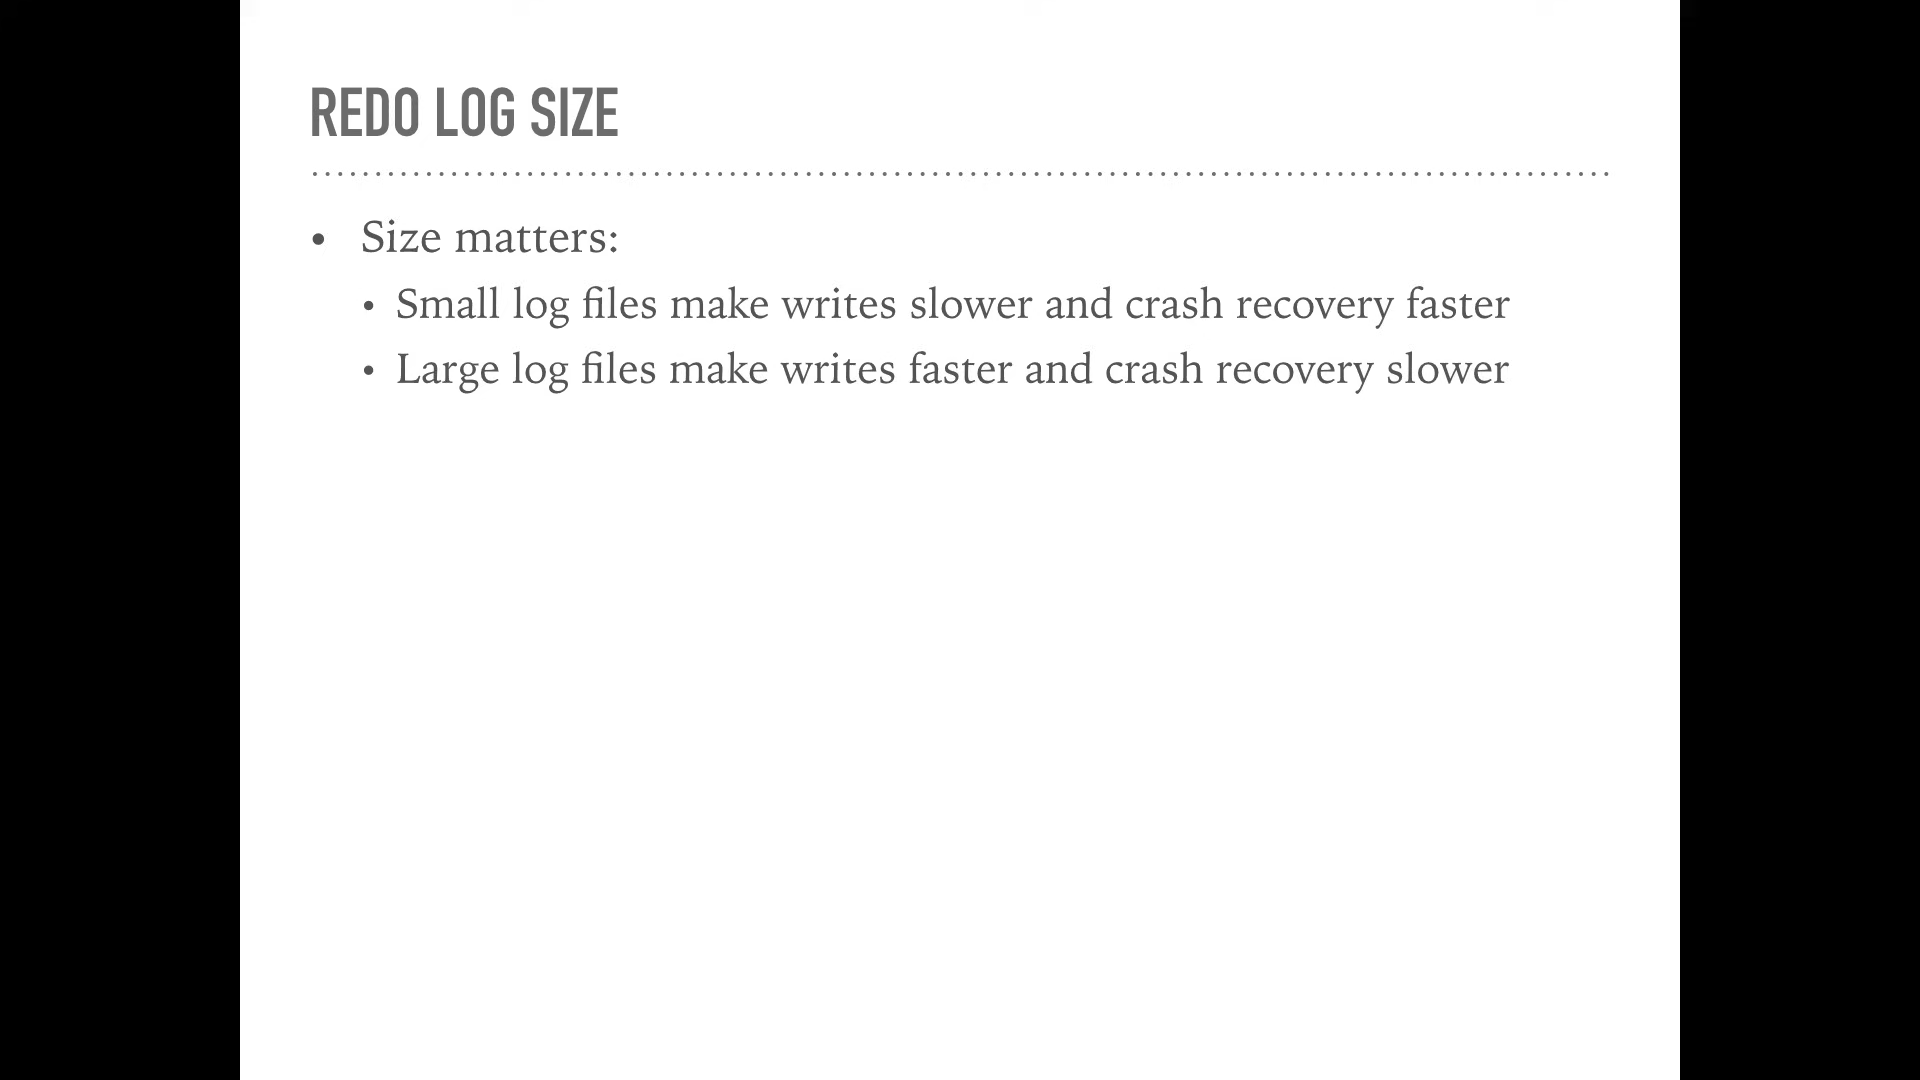 REDO LOG SIZE
• Size matters:
• Small log files make writes slower and crash recovery faster
• Large log files make writes faster and crash recovery slower